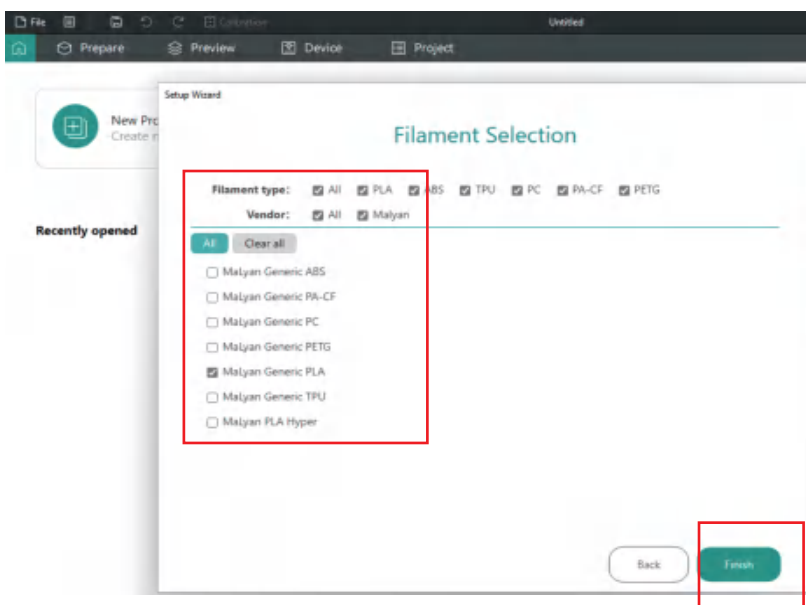 File Calibration Untitled
Prepare Preview Device Project
Setup Wizard
New Pro
Create n
Filament Selection
Filament type: All PLA ABS TPU PC PA-CF PETG
Vendor: All Malyan
Recently opened
All Clear all
MaLyan Generic ABS
MaLyan Generic PA-CF
MaLyan Generic PC
MaLyan Generic PETG
MaLyan Generic PLA
MaLyan Generic TPU
MaLyan PLA Hyper
Back Finish